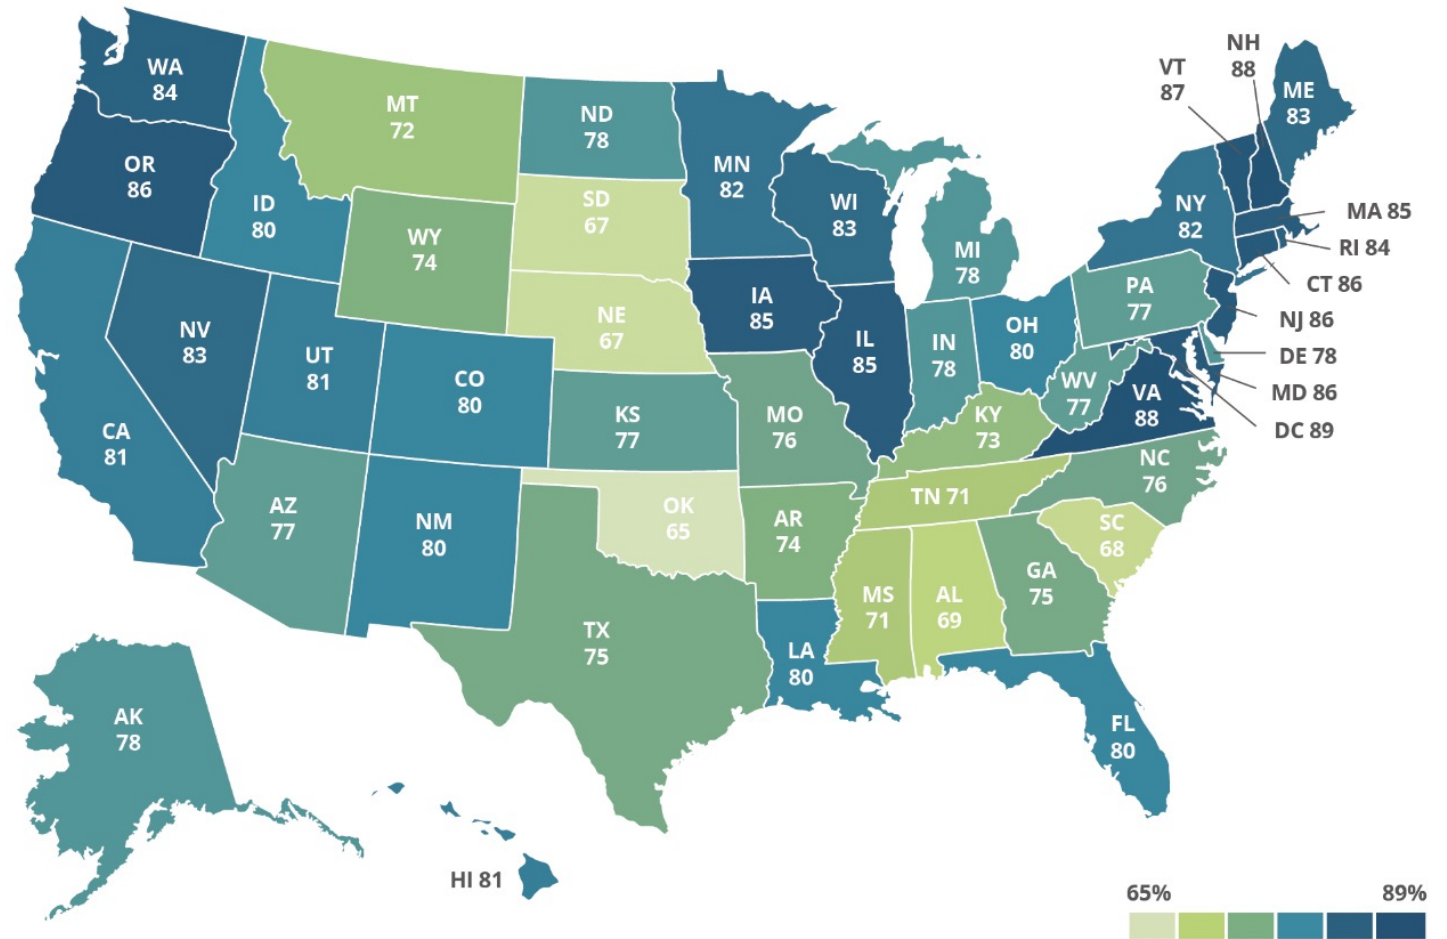 WA
84
OR
86
CA
81
NV
83
ID
80
MT
72
WY
74
UT
81
CO
80
AZ
77
NM
80
ND
78
SD
67
NE
67
KS
77
OK
65
TX
75
MN
82
IA
85
MO
76
AR
74
LA
80
WI
83
IL
85
MI
78
IN
78
OH
80
KY
73
TN 71
MS
71
AL
69
GA
75
FL
80
SC
68
NC
76
VA
88
WV
77
PA
77
NY
82
VT
87
NH
88
ME
83
MA 85
RI 84
CT 86
NJ 86
DE 78
MD 86
DC 89
AK
78
HI 81
65%
89%